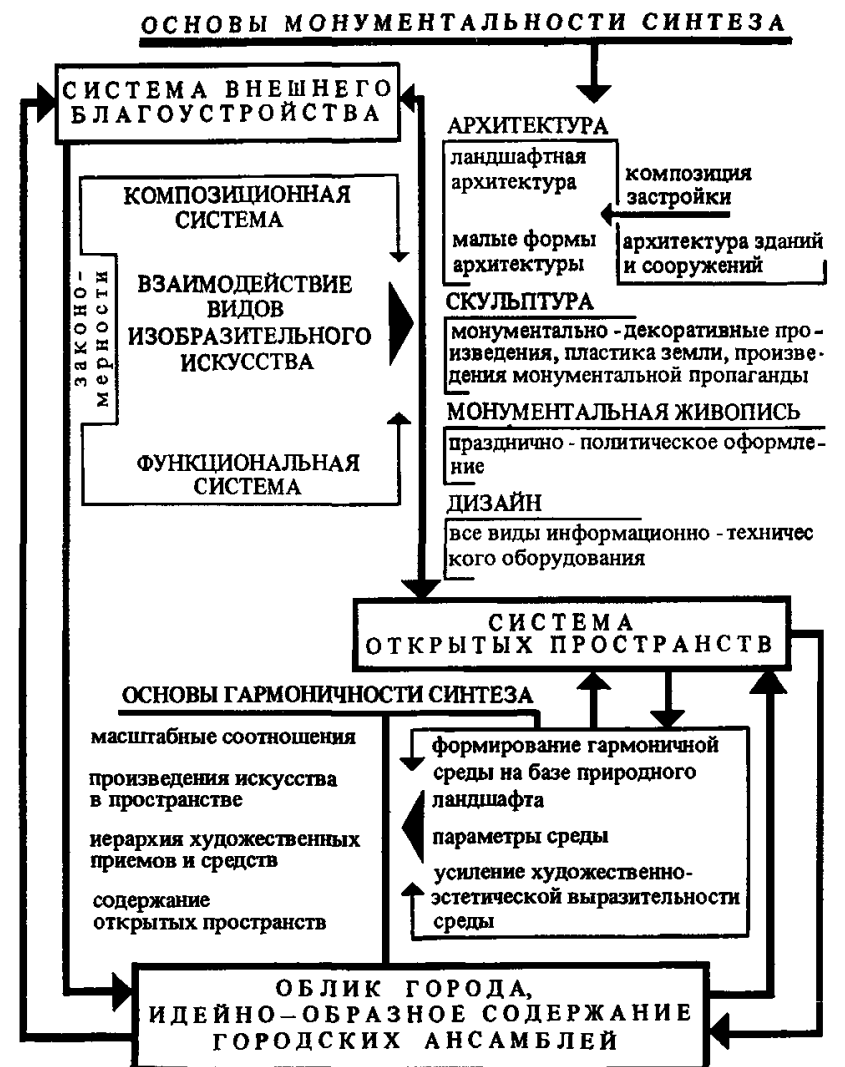 ОСНОВЫ МОНУМЕНТАЛЬНОСТИ СИНТЕЗА
СИСТЕМА ВНЕШНЕГО
БЛАГОУСТРОЙСТВА
КОМПОЗИЦИОННАЯ
СИСТЕМА
законо-
мерности
ВЗАИМОДЕЙСТВИЕ
ВИДОВ
ИЗОБРАЗИТЕЛЬНОГО
ИСКУССТВА
ФУНКЦИОНАЛЬНАЯ
СИСТЕМА
АРХИТЕКТУРА
ландшафтная
архитектура
малые формы
архитектуры
композиция
застройки
архитектура зданий
и сооружений
СКУЛЬПТУРА
монументально - декоративные про-
изведения, пластика земли, произве-
дения монументальной пропаганды
МОНУМЕНТАЛЬНАЯ ЖИВОПИСЬ
празднично - политическое оформле-
ние
ДИЗАЙН
все виды информационно - техничес
кого оборудования
СИСТЕМА
ОТКРЫТЫХ ПРОСТРАНСТВ
ОСНОВЫ ГАРМОНИЧНОСТИ СИНТЕЗА
масштабные соотношения
произведения искусства
в пространстве
иерархия художественных
приемов и средств
содержание
открытых пространств
формирование гармоничной
среды на базе природного
ландшафта
параметры среды
усиление художественно-
эстетической выразительности
среды
ОБЛИК ГОРОДА,
ИДЕЙНО-ОБРАЗНОЕ СОДЕРЖАНИЕ
ГОРОДСКИХ АНСАМБЛЕЙ